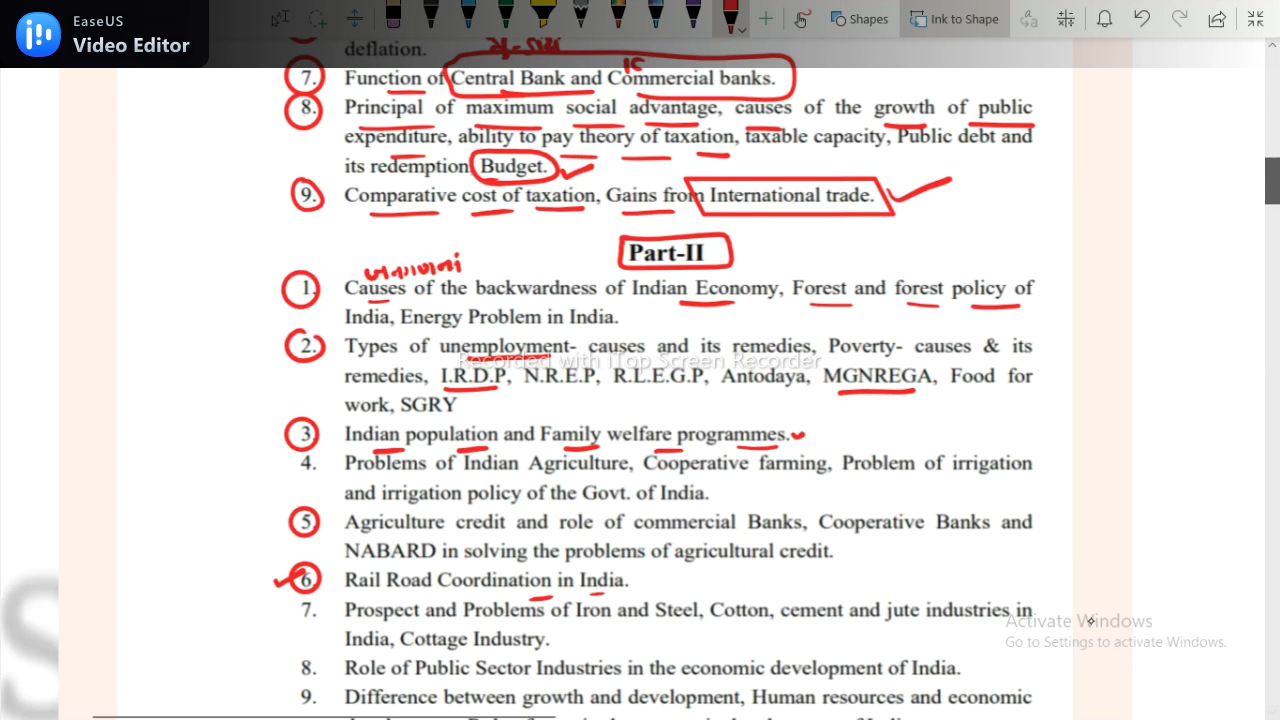 EaseUS
Video Editor
Shapes
Ink to Shape
deflation.
7. Function of Central Bank and Commercial banks.
8. Principal of maximum social advantage, causes of the growth of public
expenditure, ability to pay theory of taxation, taxable capacity, Public debt and
its redemption Budget.
9. Comparative cost of taxation, Gains from International trade.
Part-II
1. Causes of the backwardness of Indian Economy, Forest and forest policy of
India, Energy Problem in India.
2. Types of unemployment- causes and its remedies, Poverty- causes & its
Recorded with iTop Screen Recorder
remedies, I.R.D.P, N.R.E.P, R.L.E.G.P, Antodaya, MGNREGA, Food for
work, SGRY
3. Indian population and Family welfare programmes.
4. Problems of Indian Agriculture, Cooperative farming, Problem of irrigation
and irrigation policy of the Govt. of India.
5. Agriculture credit and role of commercial Banks, Cooperative Banks and
NABARD in solving the problems of agricultural credit.
6. Rail Road Coordination in India.
7. Prospect and Problems of Iron and Steel, Cotton, cement and jute industries in
India, Cottage Industry.
Activate Windows
Go to Settings to activate Windows.
8. Role of Public Sector Industries in the economic development of India.
9. Difference between growth and development, Human resources and economic